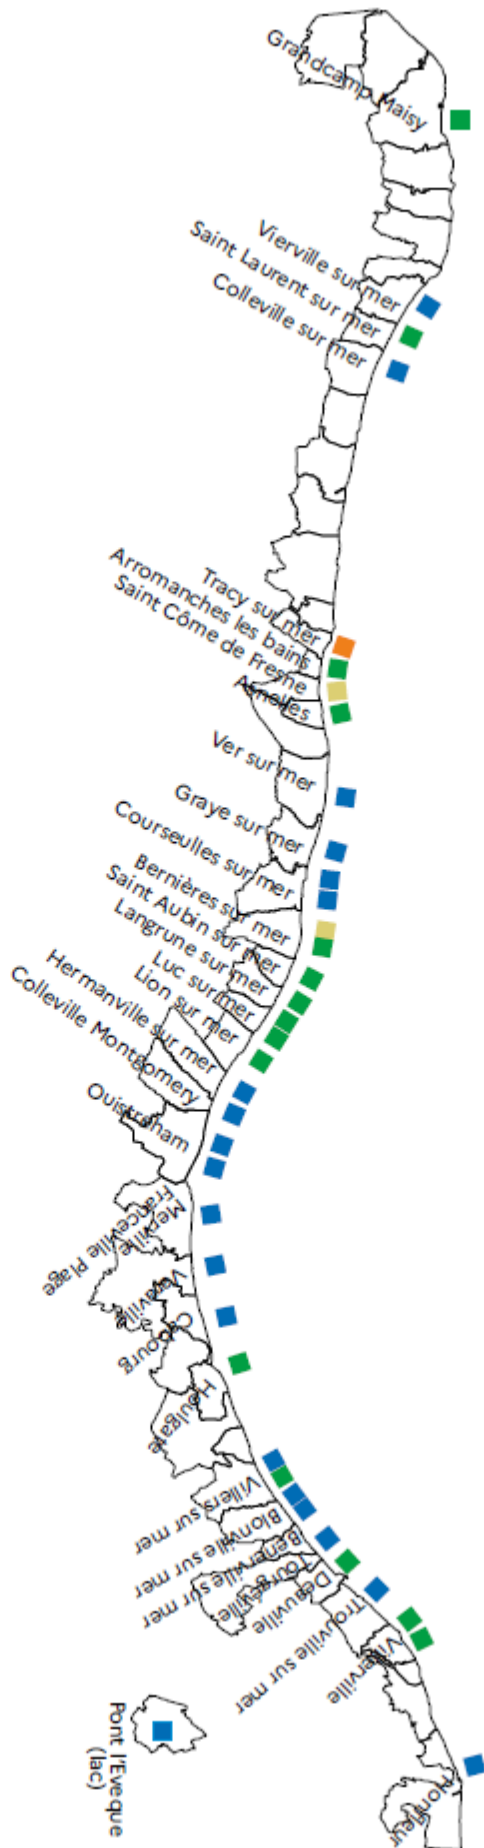 Grandcamp Maisy
Vierville sur mer
Saint Laurent sur mer
Colleville sur mer
Tracy sur mer
Arromanches les bains
Saint Côme de Fresne
Asnelles
Ver sur mer
Graye sur mer
Courseulles sur mer
Bernières sur mer
Saint Aubin sur mer
Langrune sur mer
Luc sur mer
Lion sur mer
Hermanville sur mer
Colleville Montgomery
Ouistreham
Merville
Franceville Plage
Varaville
Cabourg
Houlgate
Villers sur mer
Blonville sur mer
Benerville sur mer
Tourgéville
Deauville
Trouville sur mer
Villerville
Honfleur
Pont l'Eveque
(lac)